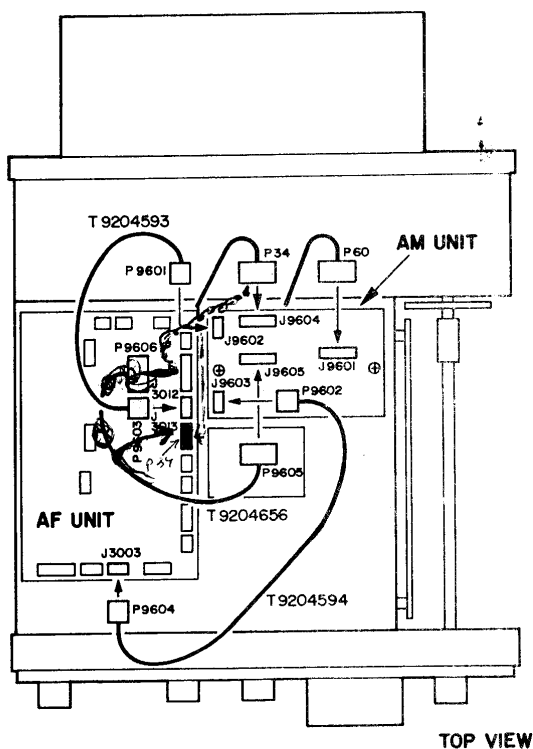 T9204593
P9601
P34
P60
AM UNIT
J9604
J9602
P9606
J9605
J9601
J9603
P9602
J
3012
J
3013
P9603
P34
P9605
AF UNIT
T9204656
J3003
P9604
T9204594
TOP VIEW